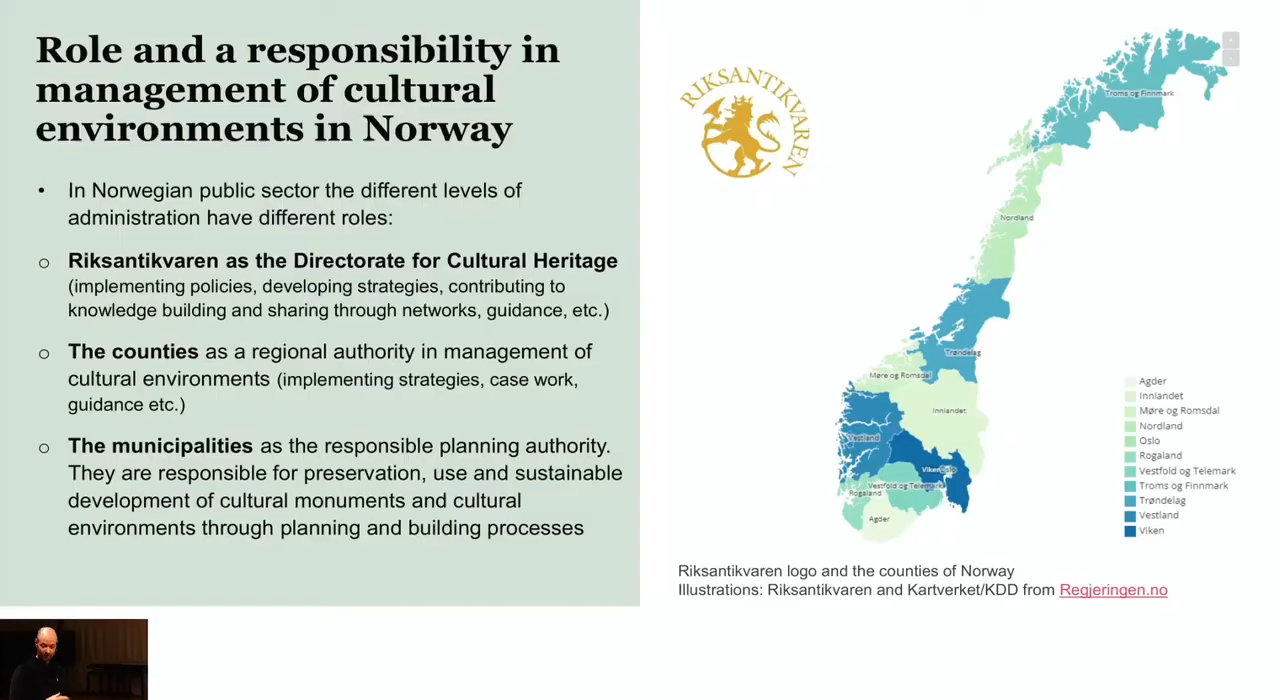 Role and a responsibility in
management of cultural
environments in Norway
• In Norwegian public sector the different levels of
administration have different roles:
o Riksantikvaren as the Directorate for Cultural Heritage
(implementing policies, developing strategies, contributing to
knowledge building and sharing through networks, guidance, etc.)
o The counties as a regional authority in management of
cultural environments (implementing strategies, case work,
guidance etc.)
o The municipalities as the responsible planning authority.
They are responsible for preservation, use and sustainable
development of cultural monuments and cultural
environments through planning and building processes
RIKSANTIKVAREN
Troms og Finnmark
Nordland
Trøndelag
Møre og Romsdal
Innlandet
Vestland
Viken
Oslo
Vestfold og Telemark
Rogaland
Agder
Agder
Innlandet
Møre og Romsdal
Nordland
Oslo
Rogaland
Vestfold og Telemark
Troms og Finnmark
Trøndelag
Vestland
Viken
Riksantikvaren logo and the counties of Norway
Illustrations: Riksantikvaren and Kartverket/KDD from Regjeringen.no